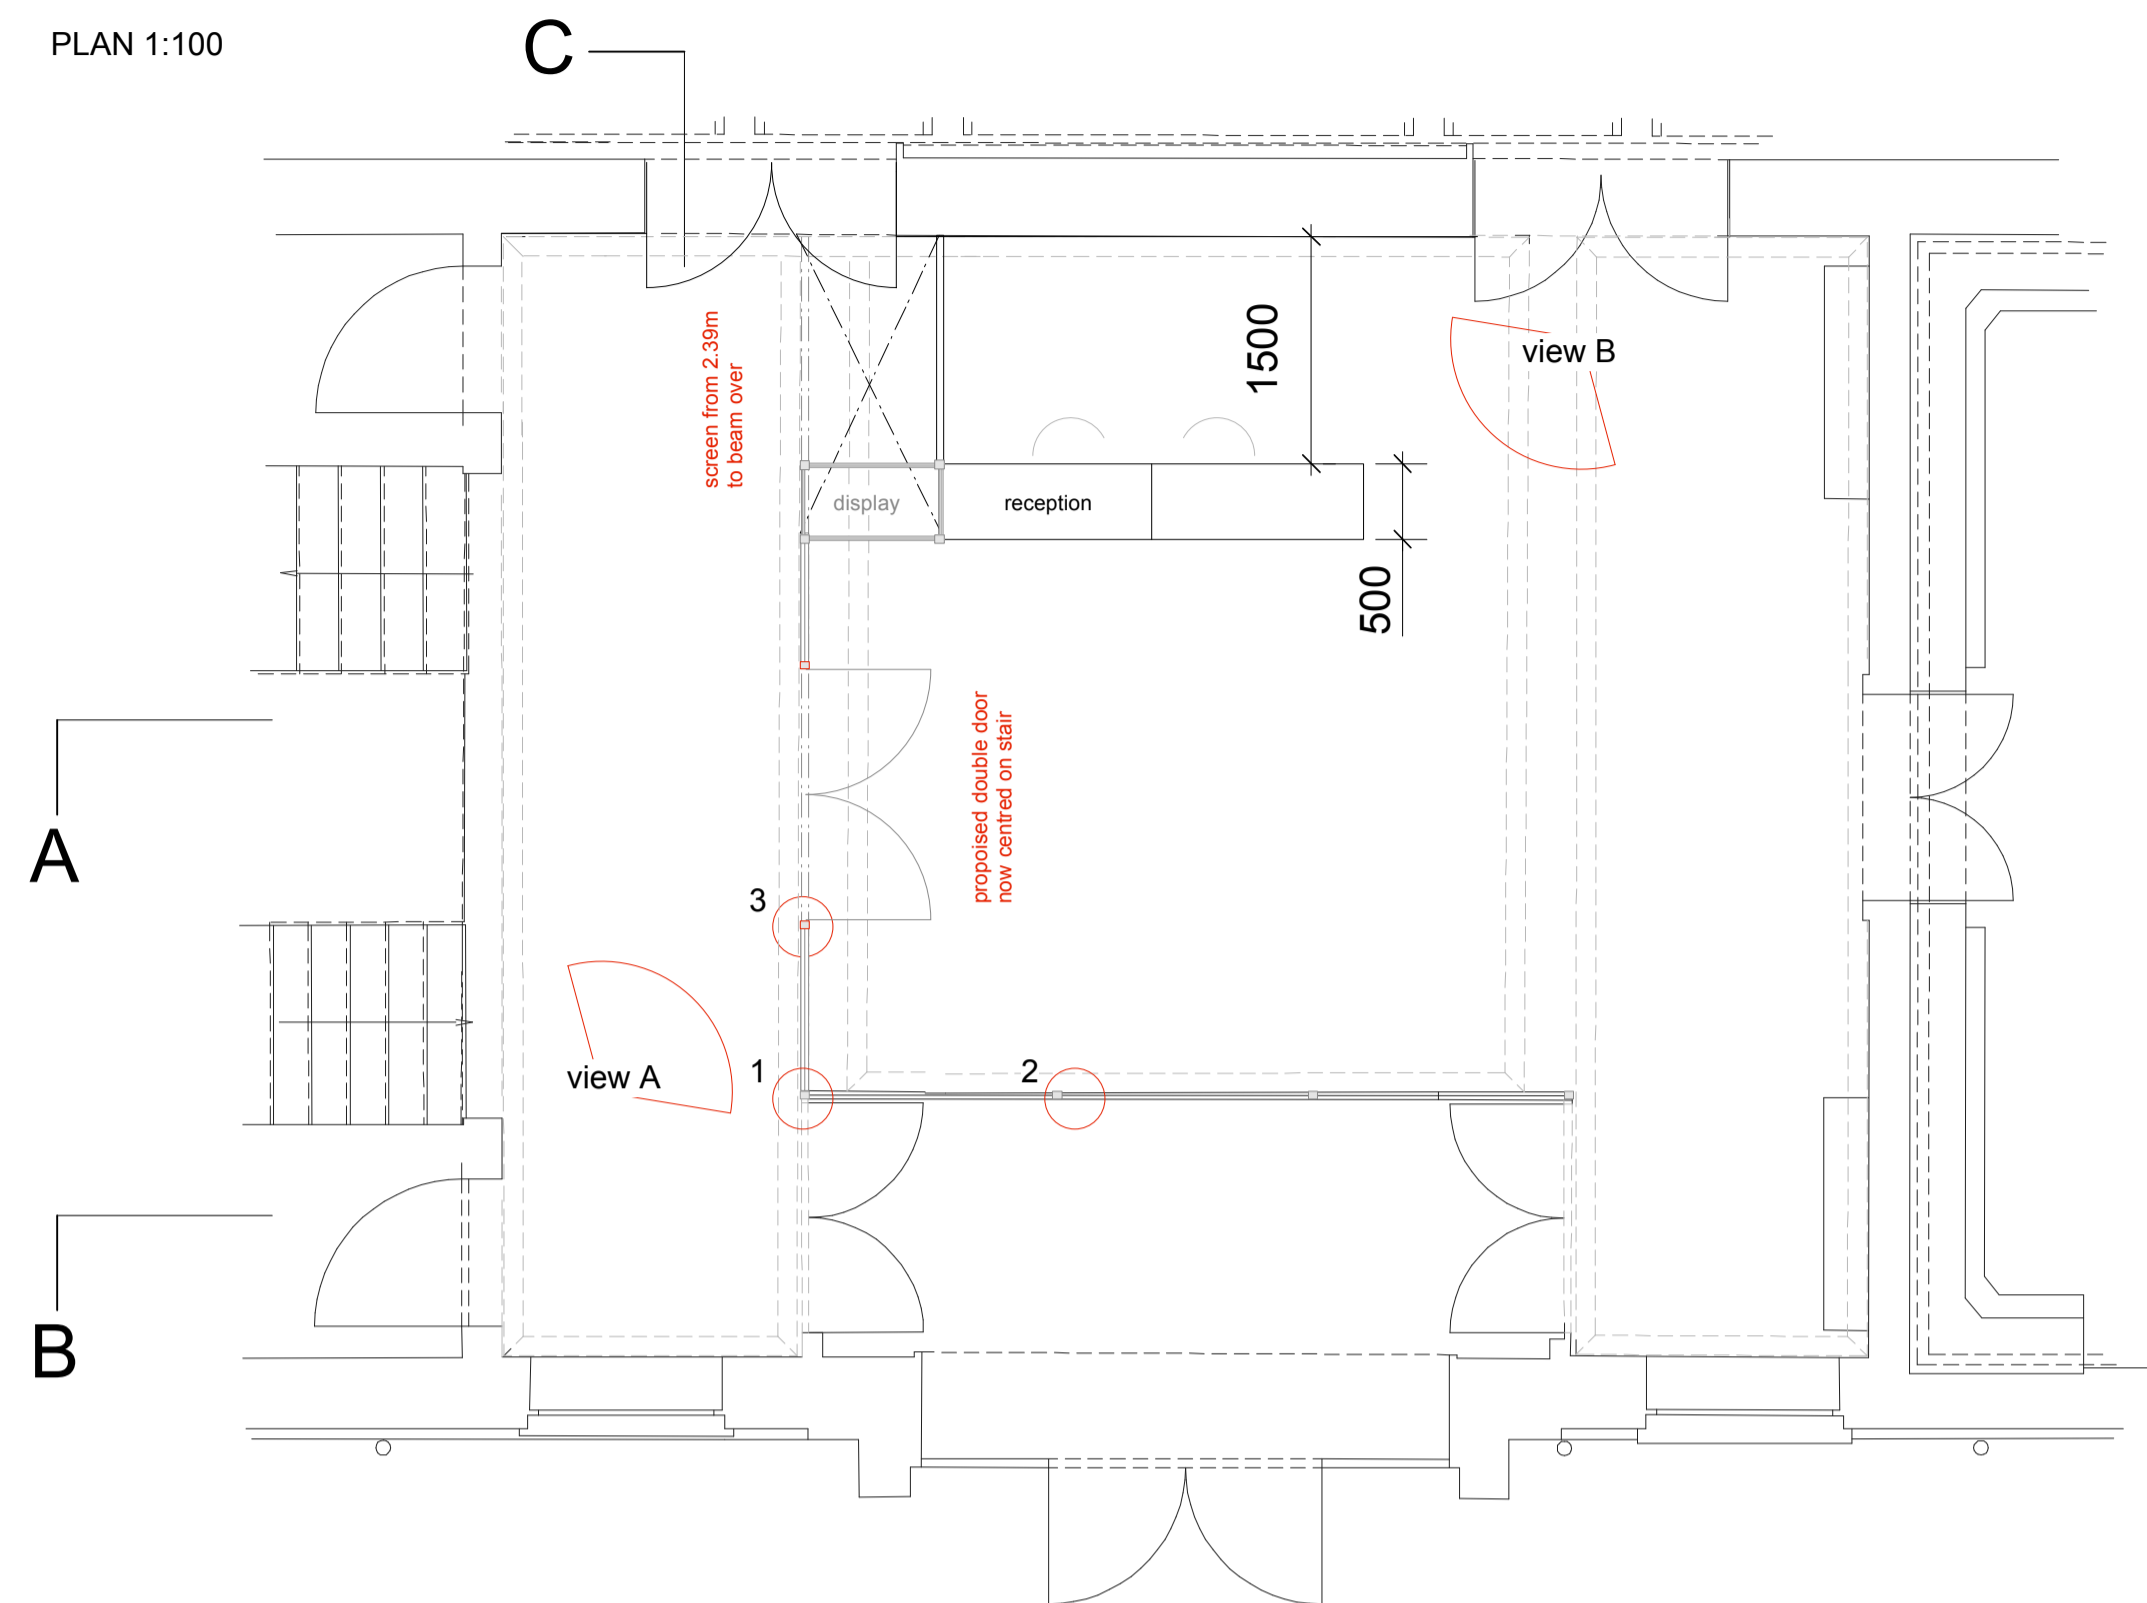 PLAN 1:100
C
screen from 2.39m
to beam over
1500
view B
display
reception
500
propoised double door
now centred on stair
A
3
view A
1
2
B